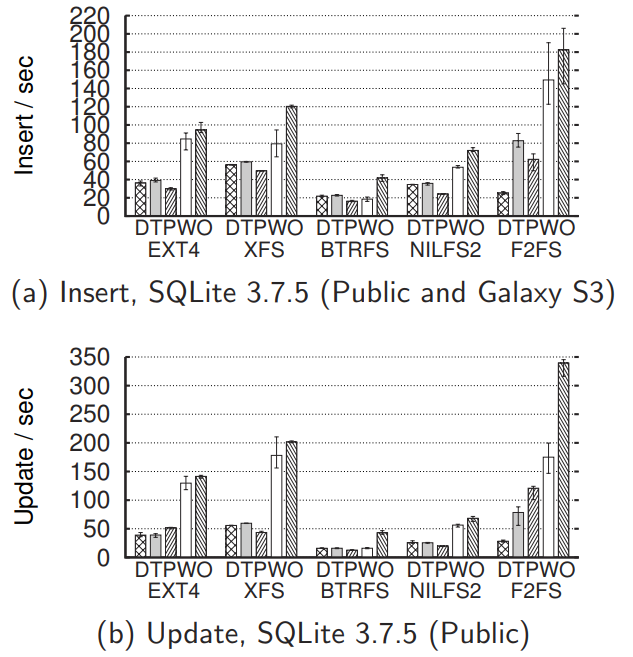 220
200
180
160
140
120
100
80
60
40
20
0
Insert / sec
DTPWO DTPWO DTPWO DTPWO DTPWO
EXT4 XFS BTRFS NILFS2 F2FS
(a) Insert, SQLite 3.7.5 (Public and Galaxy S3)
350
300
250
200
150
100
50
0
Update / sec
DTPWO DTPWO DTPWO DTPWO DTPWO
EXT4 XFS BTRFS NILFS2 F2FS
(b) Update, SQLite 3.7.5 (Public)